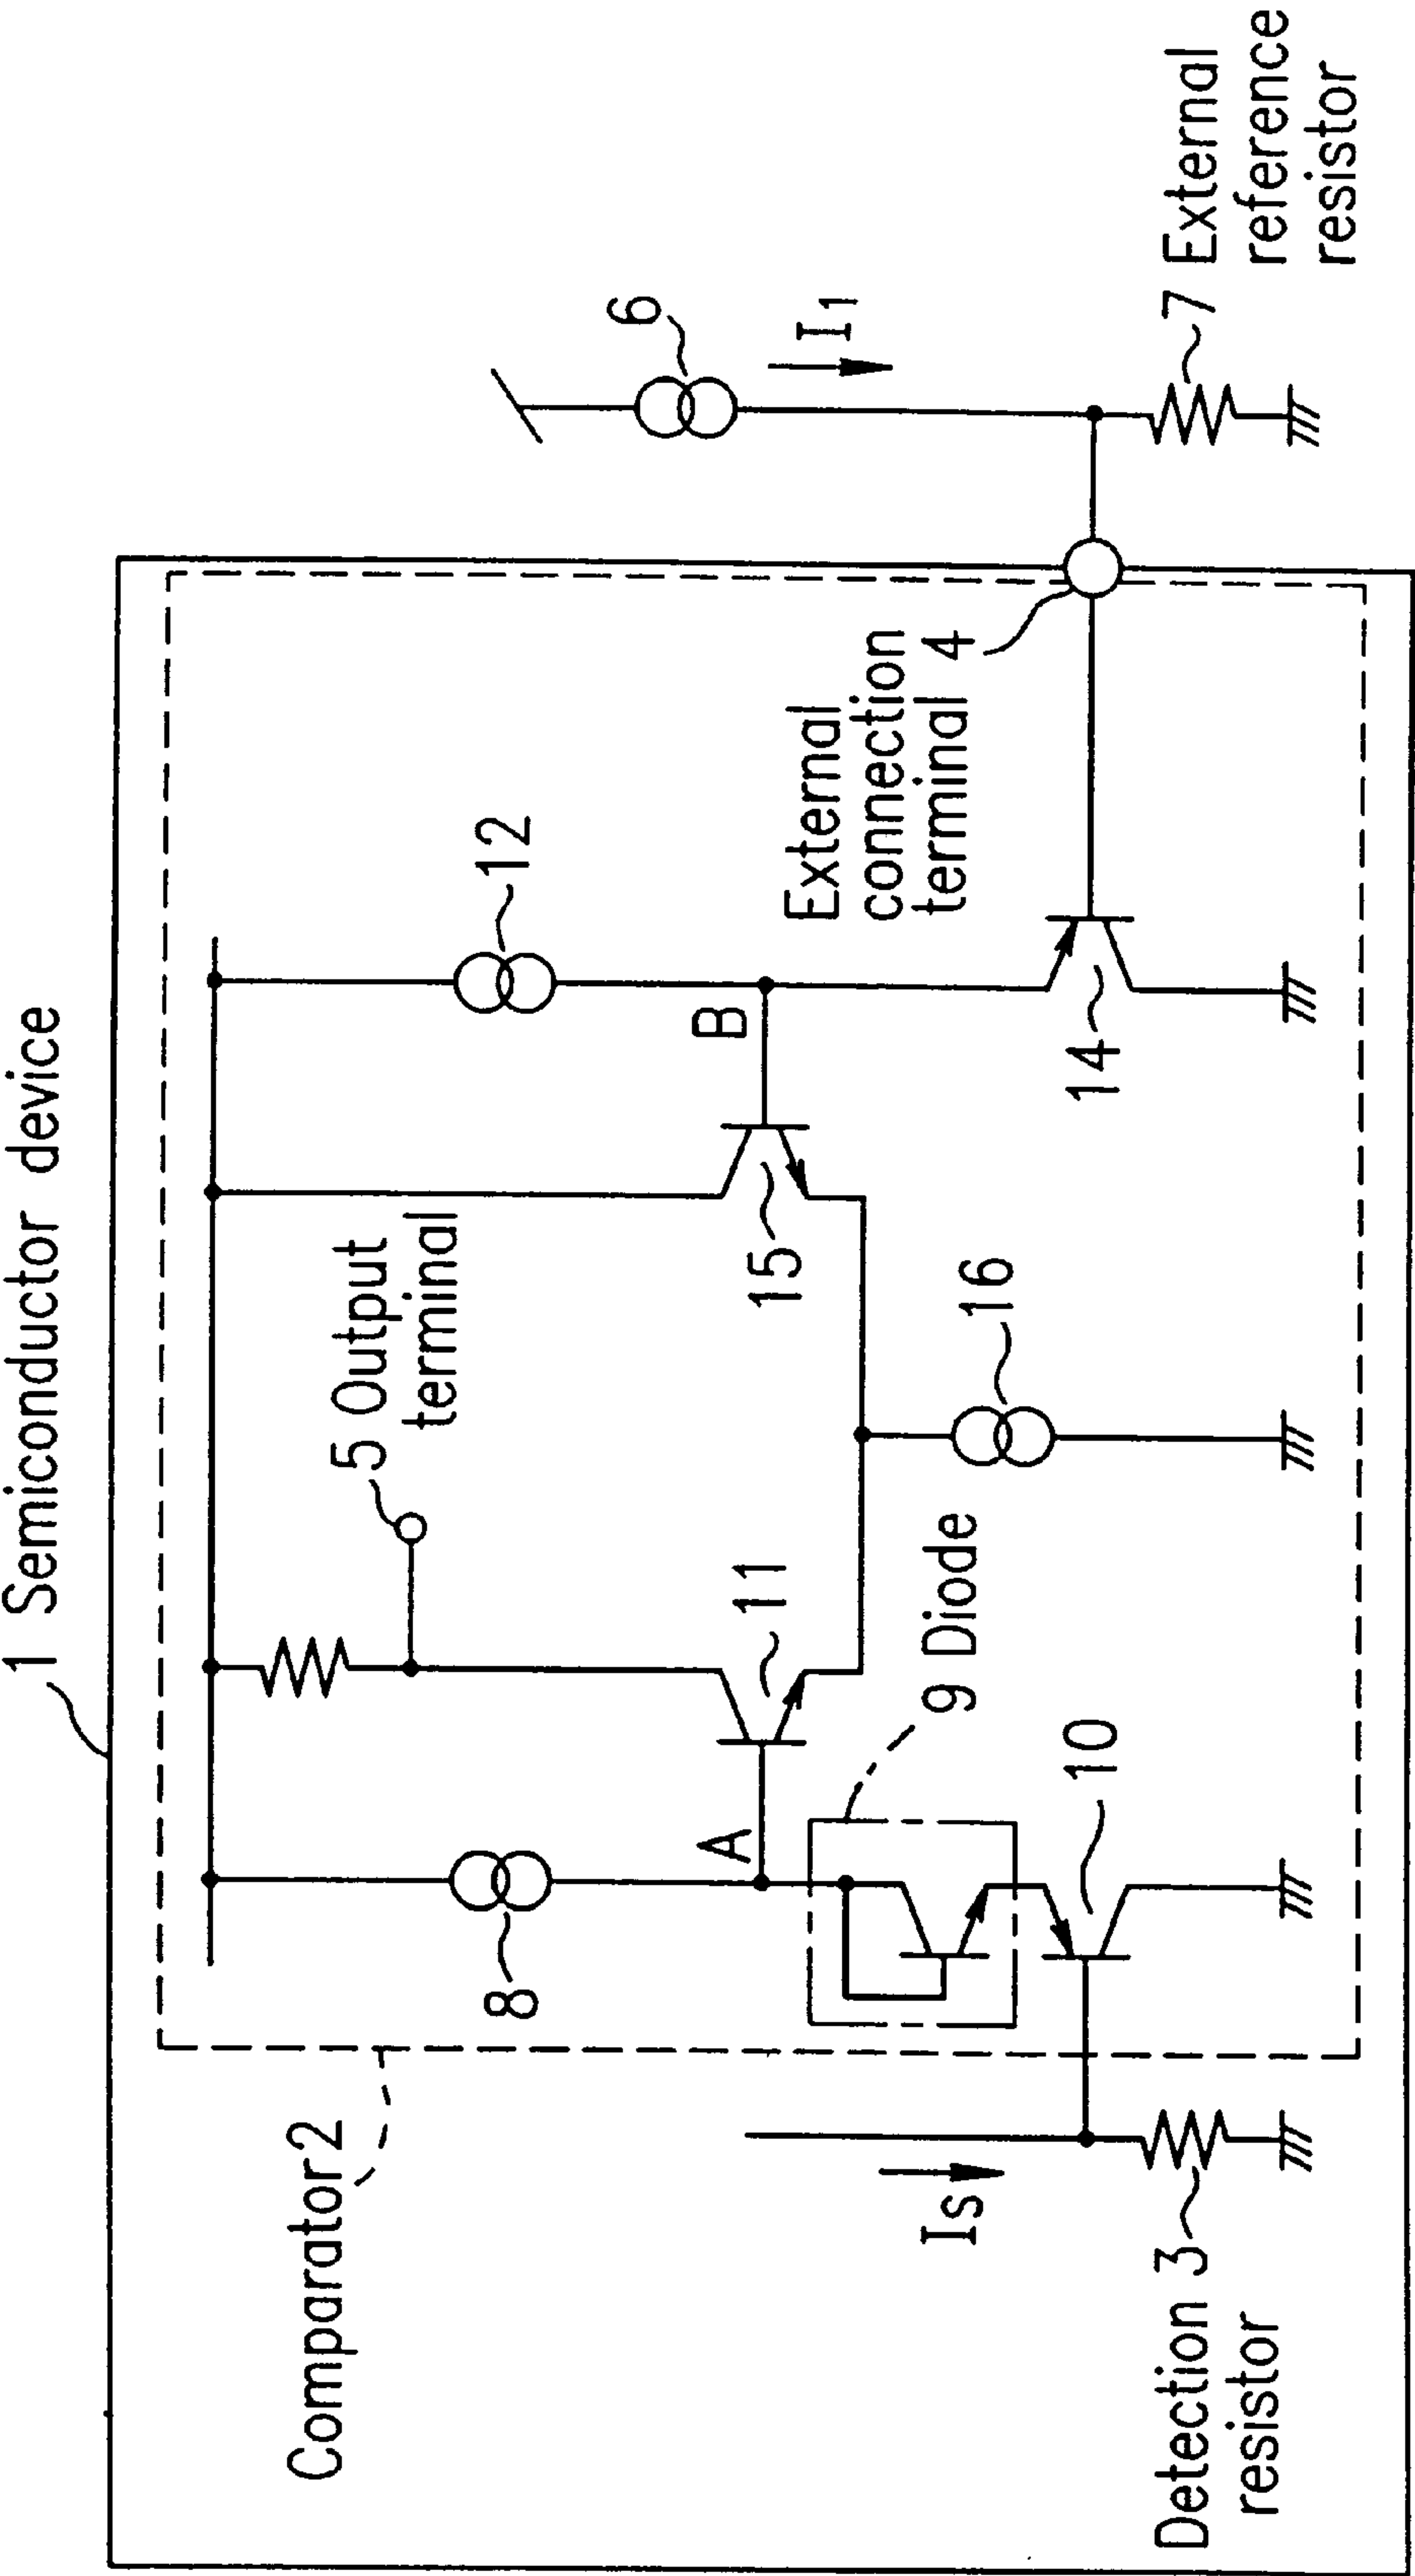 1 Semiconductor device
Comparator 2
8
A
5 Output
terminal
11
9 Diode
10
Is
Detection 3
resistor
15
16
B
12
14
External
connection
terminal 4
6
I1
7 External
reference
resistor